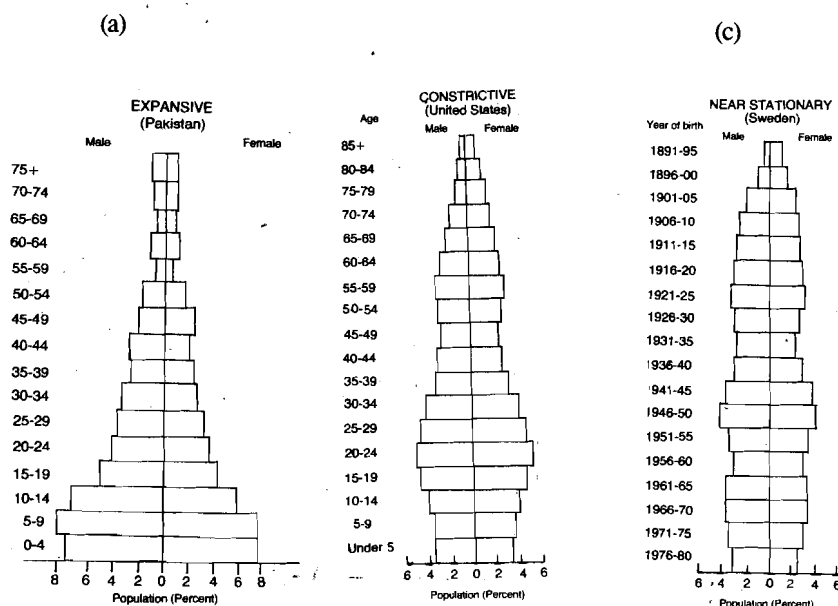 (a)
(c)
EXPANSIVE
(Pakistan)
Male
Female
75+
70-74
65-69
60-64
55-59
50-54
45-49
40-44
35-39
30-34
25-29
20-24
15-19
10-14
5-9
0-4
8 6 4 2 0 2 4 6 8
Population (Percent)
CONSTRICTIVE
(United States)
Age
Male
Female
85+
80-84
75-79
70-74
65-69
60-64
55-59
50-54
45-49
40-44
35-39
30-34
25-29
20-24
15-19
10-14
5-9
Under 5
6 4 2 0 2 4 6
Population (Percent)
NEAR STATIONARY
(Sweden)
Year of birth
Male
Female
1891-95
1896-00
1901-05
1906-10
1911-15
1916-20
1921-25
1926-30
1931-35
1936-40
1941-45
1946-50
1951-55
1956-60
1961-65
1966-70
1971-75
1976-80
6 4 2 0 2 4 6
Population (Percent)